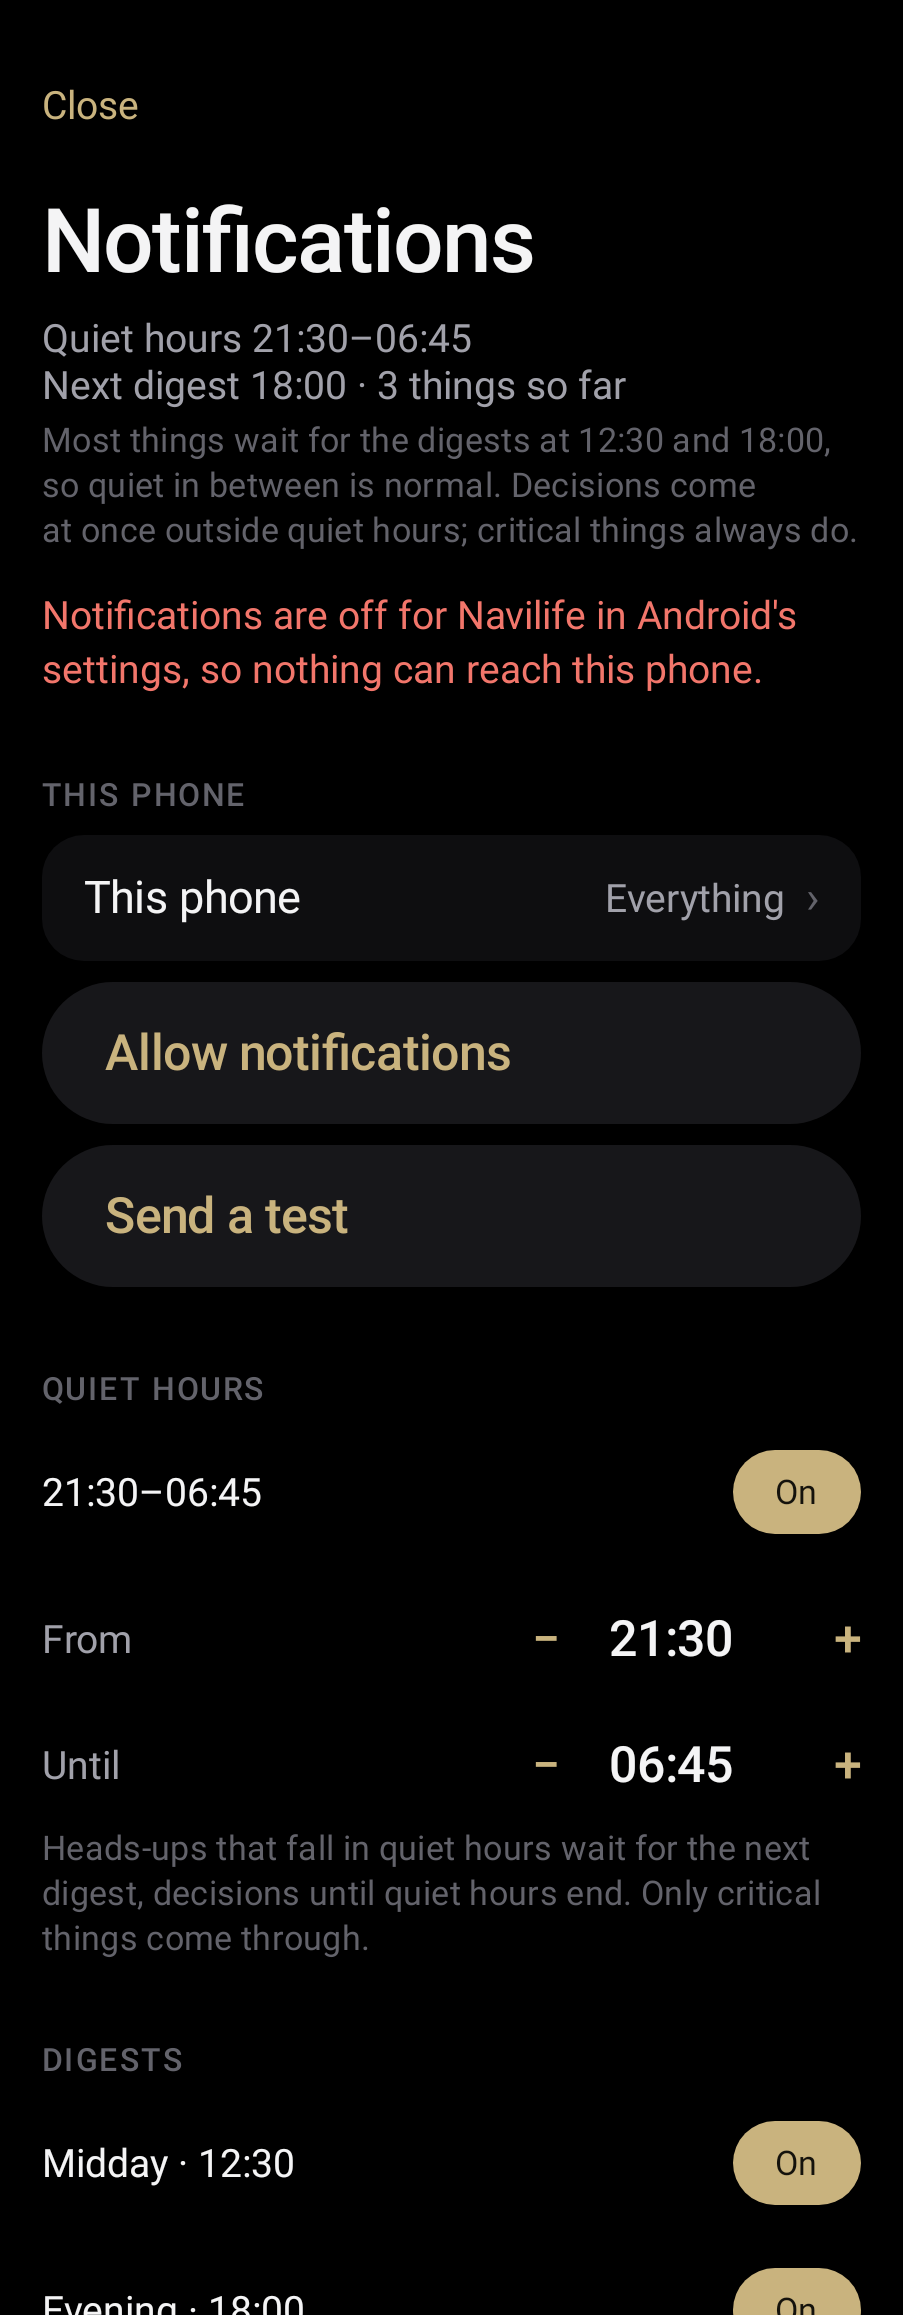 Close
Notifications
Quiet hours 21:30–06:45
Next digest 18:00 · 3 things so far
Most things wait for the digests at 12:30 and 18:00,
so quiet in between is normal. Decisions come
at once outside quiet hours; critical things always do.
Notifications are off for Navilife in Android's
settings, so nothing can reach this phone.
THIS PHONE
This phone Everything ›
Allow notifications
Send a test
QUIET HOURS
21:30–06:45 On
From − 21:30 +
Until − 06:45 +
Heads-ups that fall in quiet hours wait for the next
digest, decisions until quiet hours end. Only critical
things come through.
DIGESTS
Midday · 12:30 On
Evening · 18:00 On